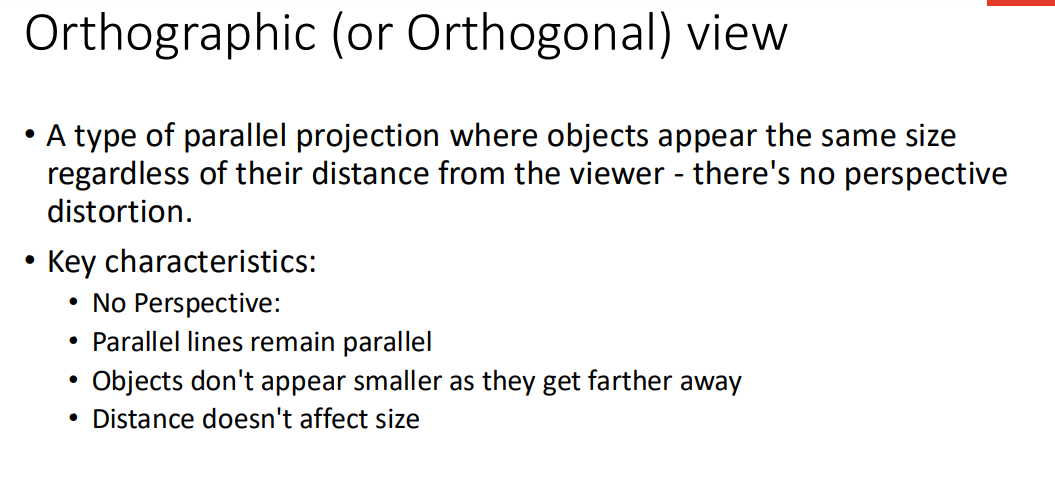 Orthographic (or Orthogonal) view
• A type of parallel projection where objects appear the same size
regardless of their distance from the viewer - there's no perspective
distortion.
• Key characteristics:
• No Perspective:
• Parallel lines remain parallel
• Objects don't appear smaller as they get farther away
• Distance doesn't affect size